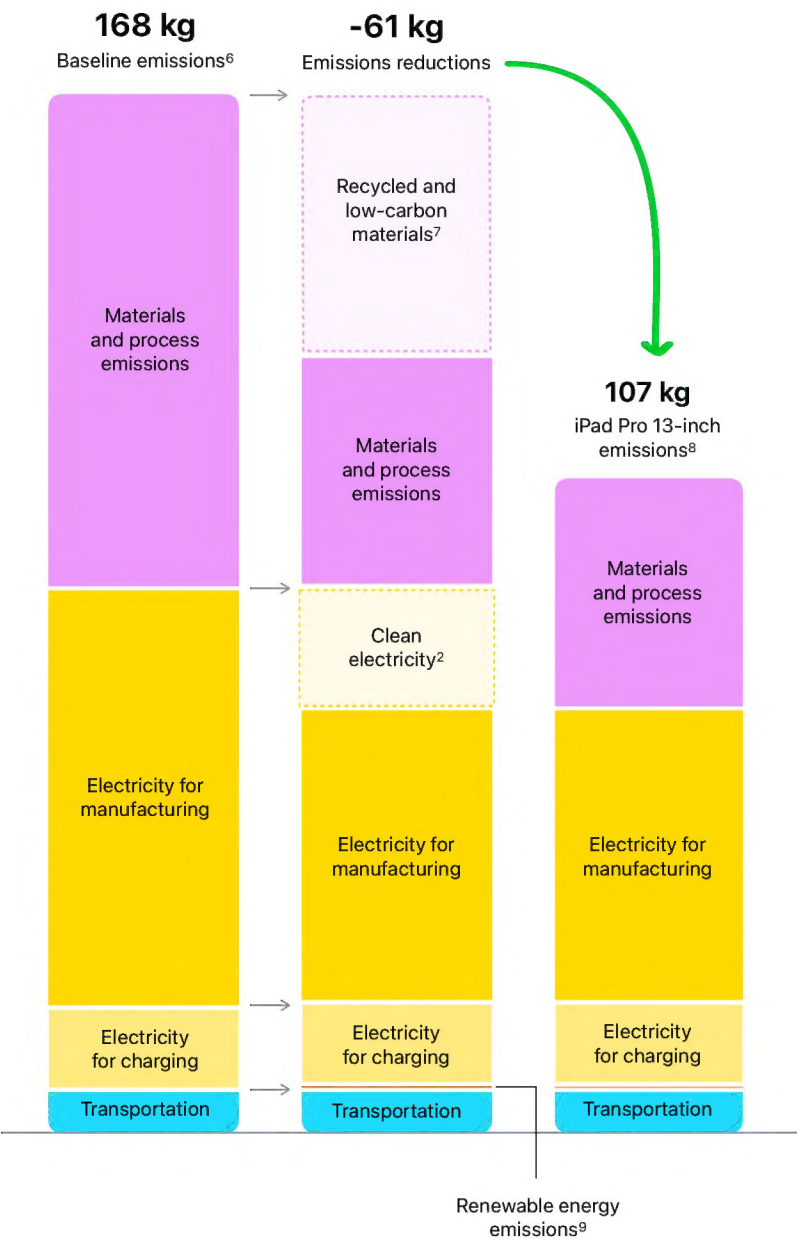 168 kg
Baseline emissions⁶
Materials
and process
emissions
Electricity for
manufacturing
Electricity
for charging
Transportation
-61 kg
Emissions reductions
Recycled and
low-carbon
materials⁷
Materials
and process
emissions
Clean
electricity²
Electricity for
manufacturing
Electricity
for charging
Transportation
Renewable energy
emissions⁹
107 kg
iPad Pro 13-inch
emissions⁸
Materials
and process
emissions
Electricity for
manufacturing
Electricity
for charging
Transportation